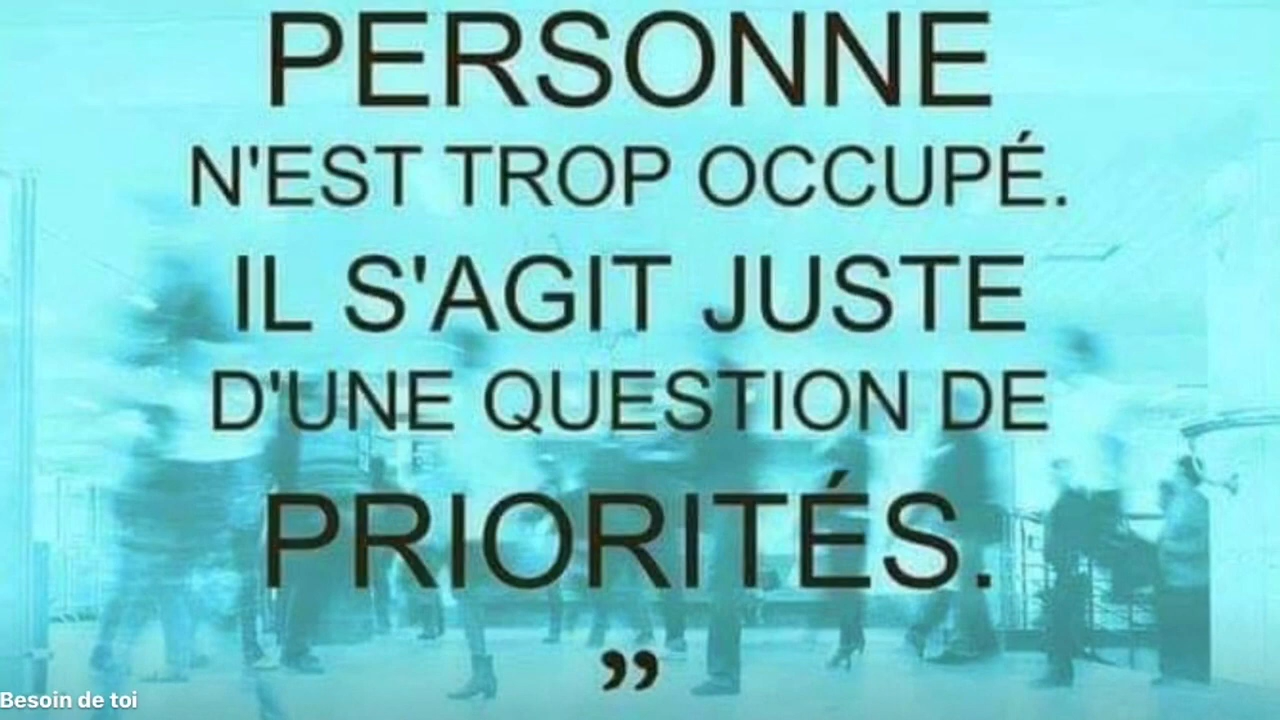 PERSONNE
N'EST TROP OCCUPÉ.
IL S'AGIT JUSTE
D'UNE QUESTION DE
PRIORITÉS.
”
Besoin de toi